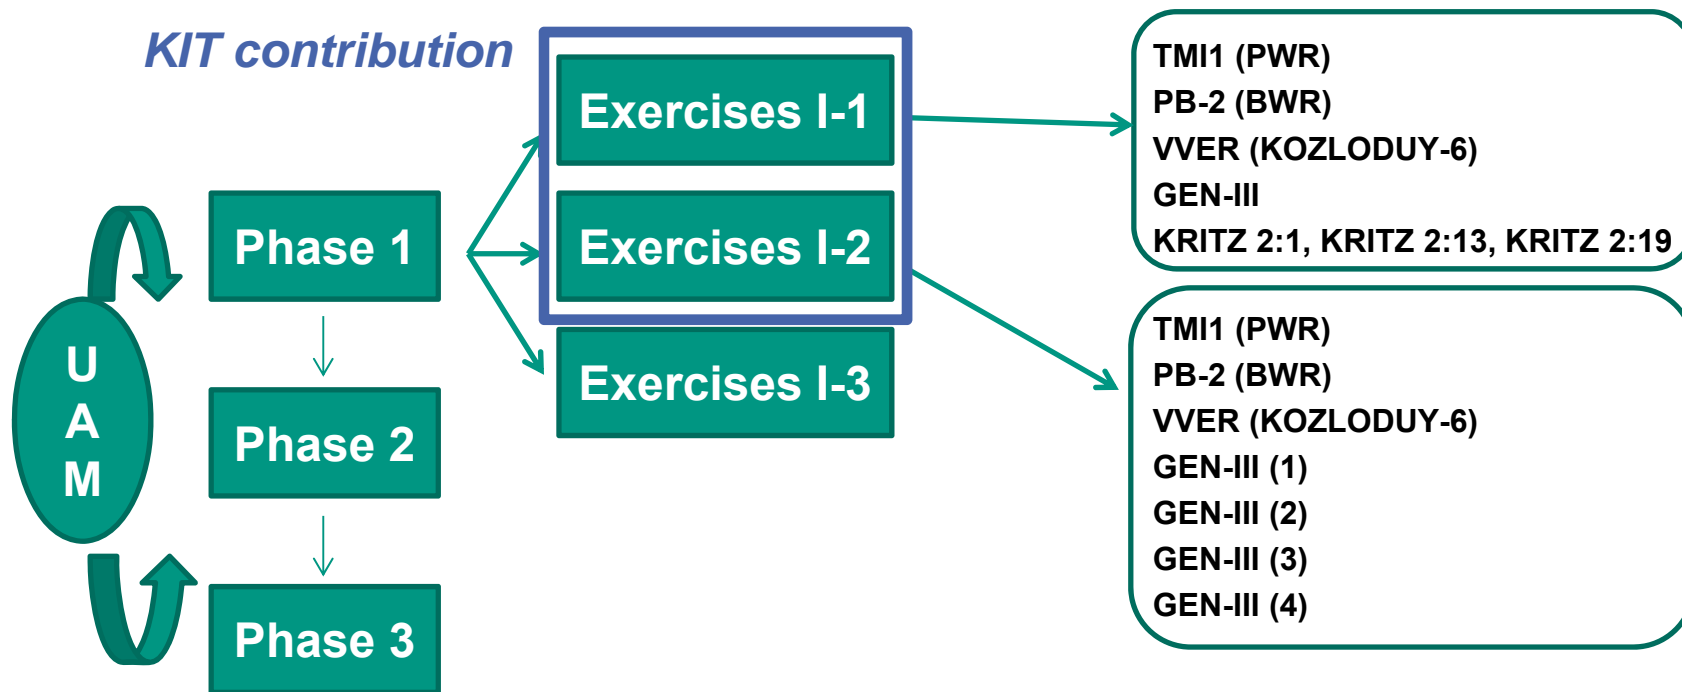 KIT contribution
Exercises I-1
Exercises I-2
Exercises I-3
Phase 1
Phase 2
Phase 3
U
A
M
TMI1 (PWR)
PB-2 (BWR)
VVER (KOZLODUY-6)
GEN-III
KRITZ 2:1, KRITZ 2:13, KRITZ 2:19
TMI1 (PWR)
PB-2 (BWR)
VVER (KOZLODUY-6)
GEN-III (1)
GEN-III (2)
GEN-III (3)
GEN-III (4)